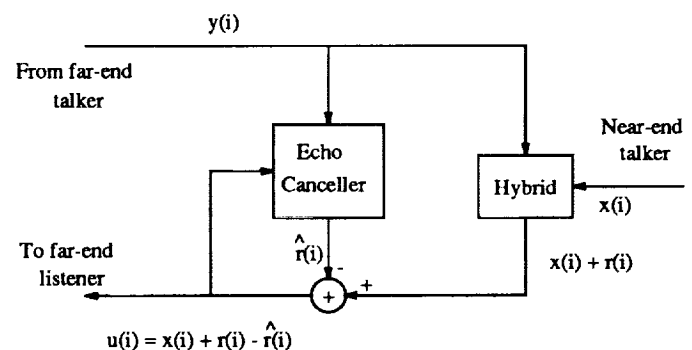 y(i)
From far-end
talker
Near-end
talker
Echo
Canceller
Hybrid
x(i)
r̂(i)
-
+
+
x(i) + r(i)
To far-end
listener
u(i) = x(i) + r(i) - r̂(i)